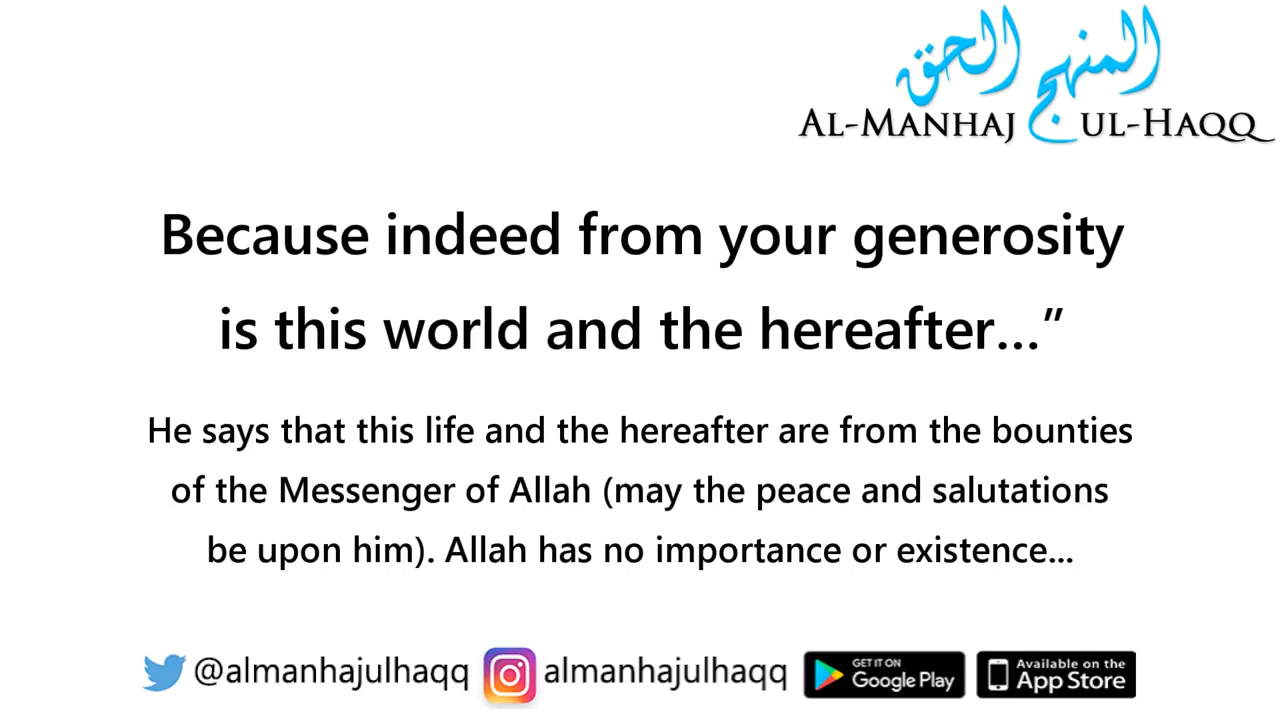 المنهج الحق
AL-MANHAJ UL-HAQQ
Because indeed from your generosity
is this world and the hereafter...”
He says that this life and the hereafter are from the bounties
of the Messenger of Allah (may the peace and salutations
be upon him). Allah has no importance or existence...
@almanhajulhaqq almanhajulhaqq GET IT ON Google Play Available on the App Store